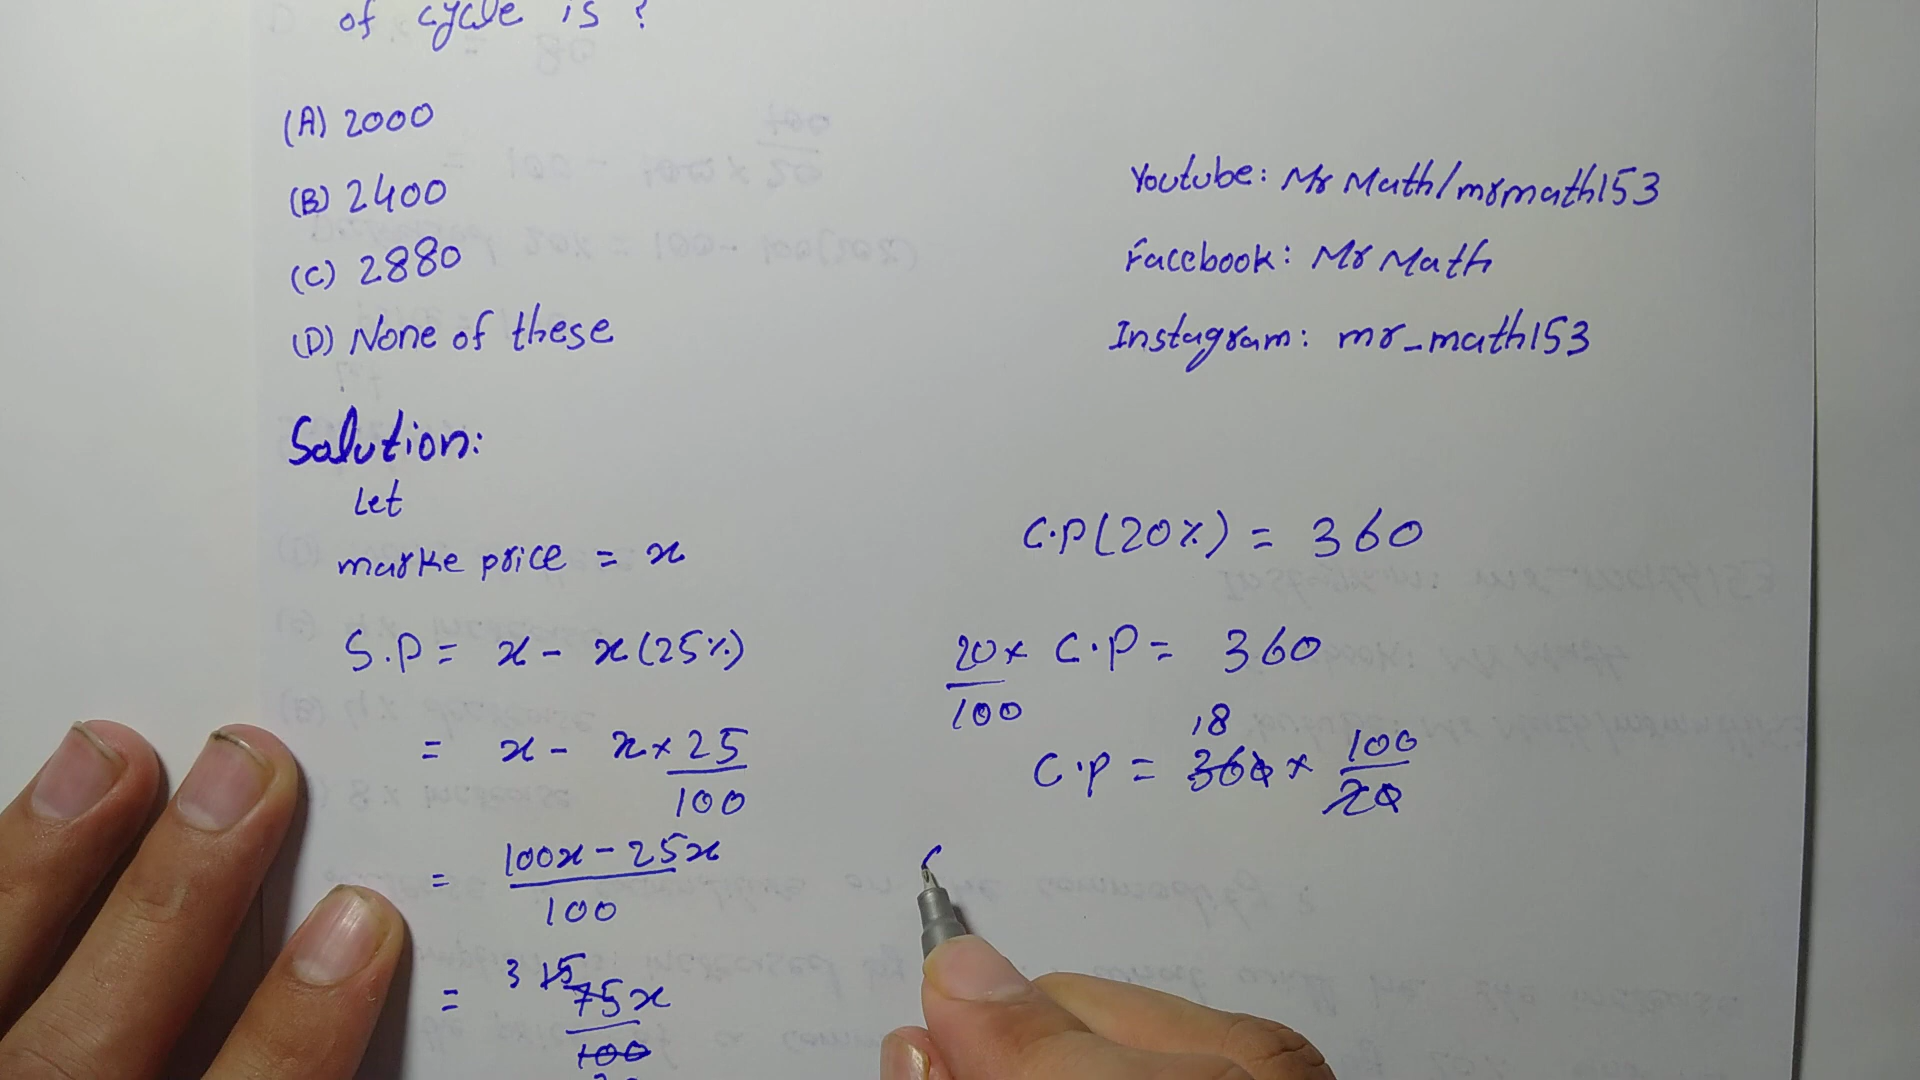 of cycle is ?
(A) 2000
(B) 2400
(C) 2880
(D) None of these
Youtube: Mr Math/mrmath153
Facebook: Mr Math
Instagram: mr_math153
Solution:
Let
marke price = x
S.P = x - x(25%)
= x - x × 25
100
= 100x - 25x
100
= 3 15 75x
100
C.P(20%) = 360
20 × C.P = 360
100
18
C.P = 360 × 100
20